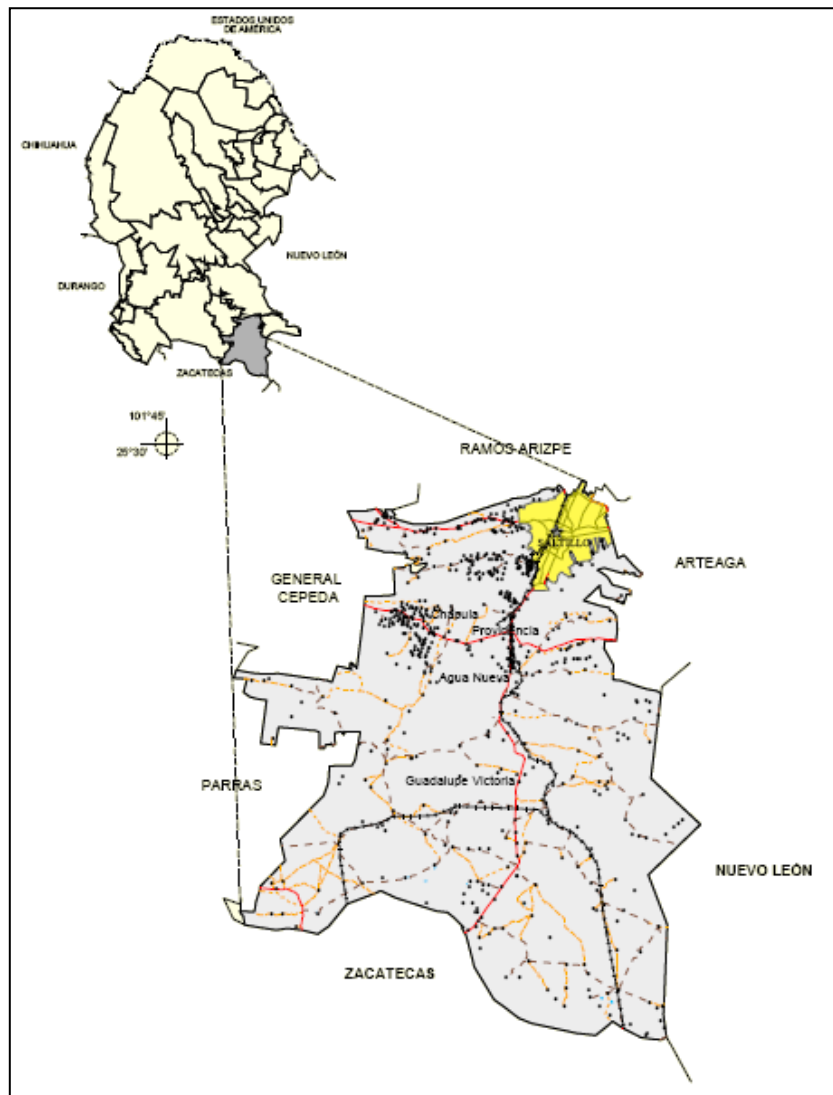 ESTADOS UNIDOS
DE AMÉRICA
CHIHUAHUA
NUEVO LEÓN
DURANGO
ZACATECAS
101°45'
25°30'
RAMOS ARIZPE
SALTILLO
ARTEAGA
GENERAL
CEPEDA
Chapula
Providencia
Agua Nueva
PARRAS
Guadalupe Victoria
NUEVO LEÓN
ZACATECAS